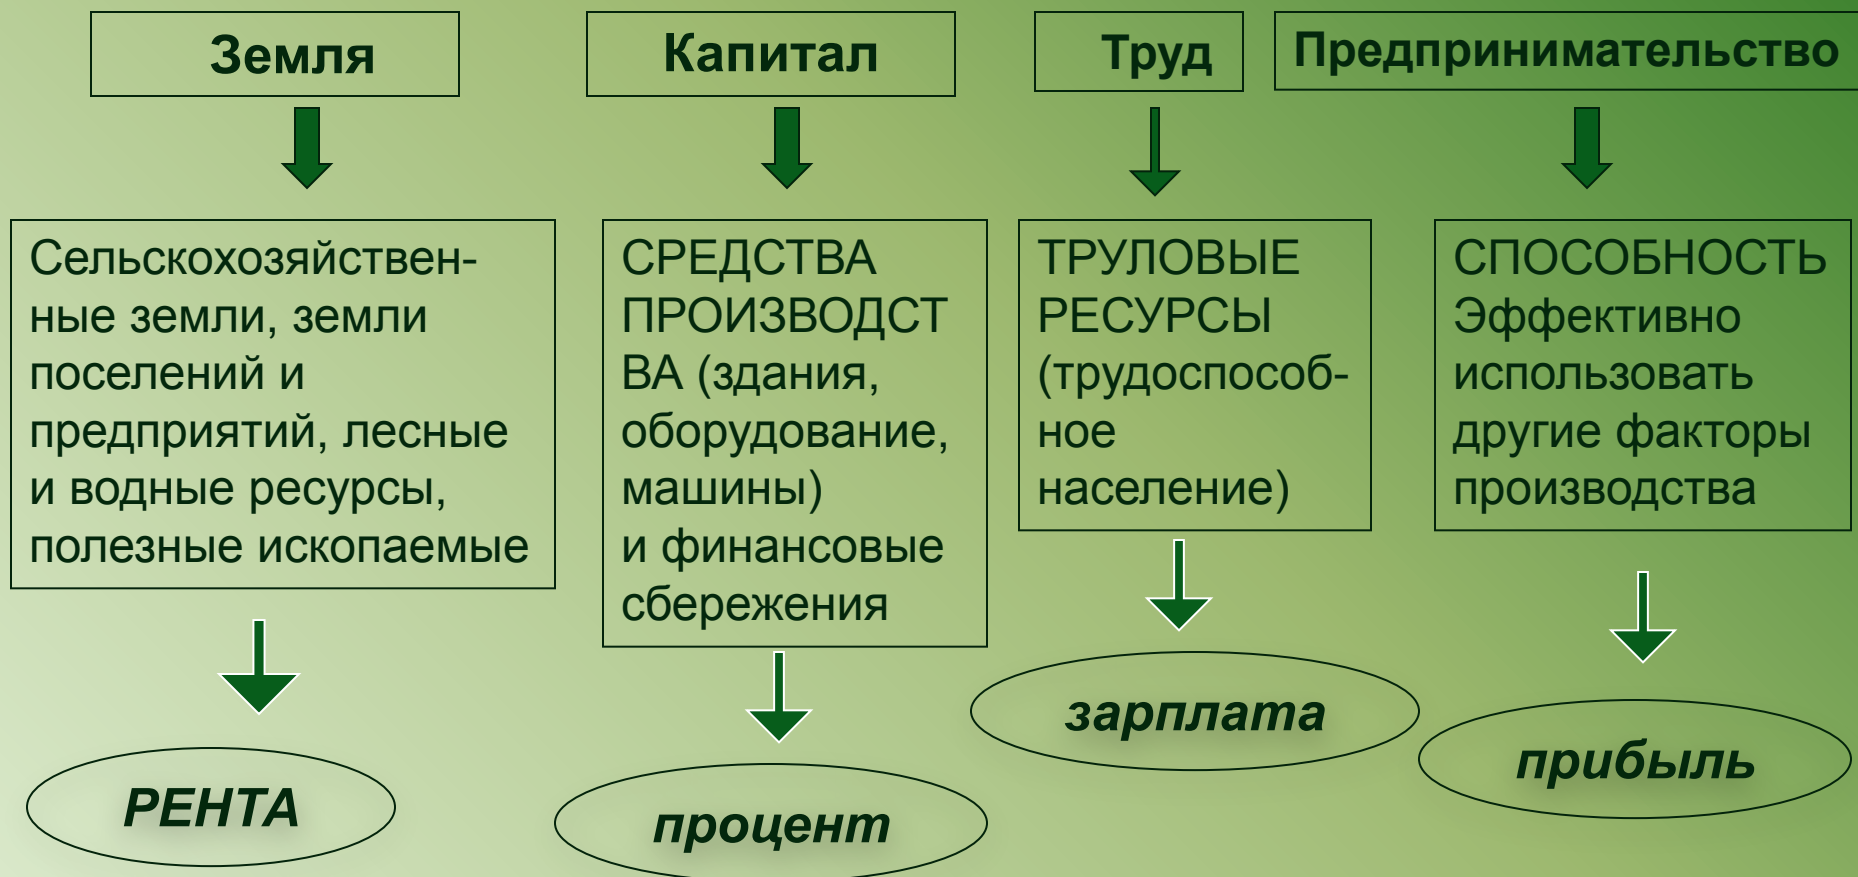 Земля
Капитал
Труд
Предпринимательство
Сельскохозяйствен-
ные земли, земли
поселений и
предприятий, лесные
и водные ресурсы,
полезные ископаемые
СРЕДСТВА
ПРОИЗВОДСТ
ВА (здания,
оборудование,
машины)
и финансовые
сбережения
ТРУЛОВЫЕ
РЕСУРСЫ
(трудоспособ-
ное
население)
СПОСОБНОСТЬ
Эффективно
использовать
другие факторы
производства
РЕНТА
процент
зарплата
прибыль